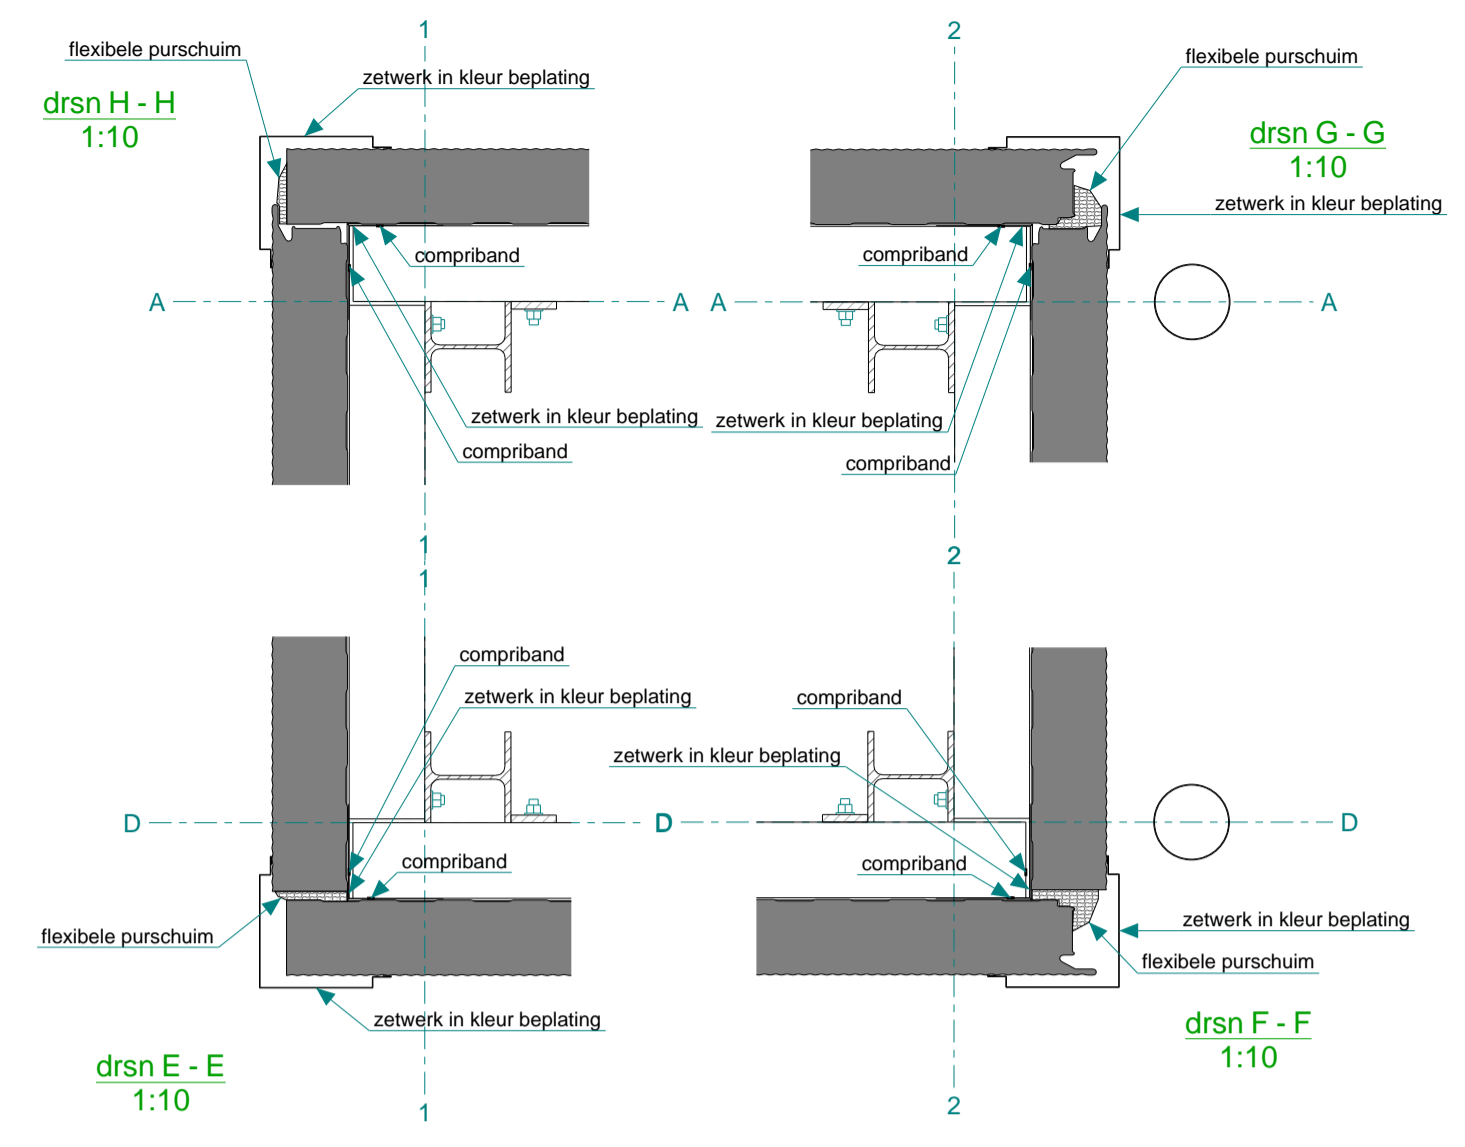 1
2
flexibele purschuim
zetwerk in kleur beplating
drsn H - H
1:10
flexibele purschuim
drsn G - G
1:10
zetwerk in kleur beplating
compriband
compriband
A
A
A
A
zetwerk in kleur beplating
compriband
zetwerk in kleur beplating
compriband
1
2
1
compriband
zetwerk in kleur beplating
compriband
zetwerk in kleur beplating
D
D
D
compriband
compriband
flexibele purschuim
zetwerk in kleur beplating
zetwerk in kleur beplating
flexibele purschuim
drsn E - E
1:10
drsn F - F
1:10
1
2